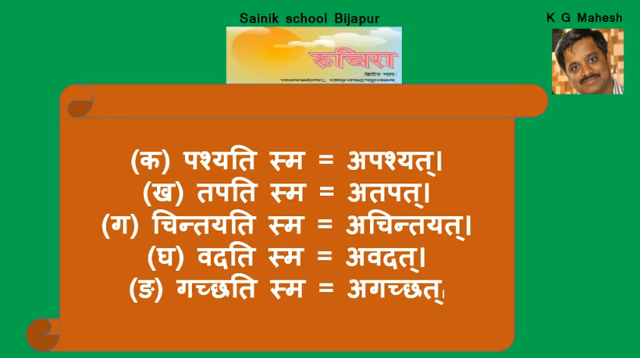 Sainik school Bijapur
K G Mahesh
रुचिरा
(क) पश्यति स्म = अपश्यत्।
(ख) तपति स्म = अतपत्।
(ग) चिन्तयति स्म = अचिन्तयत्।
(घ) वदति स्म = अवदत्।
(ङ) गच्छति स्म = अगच्छत्।